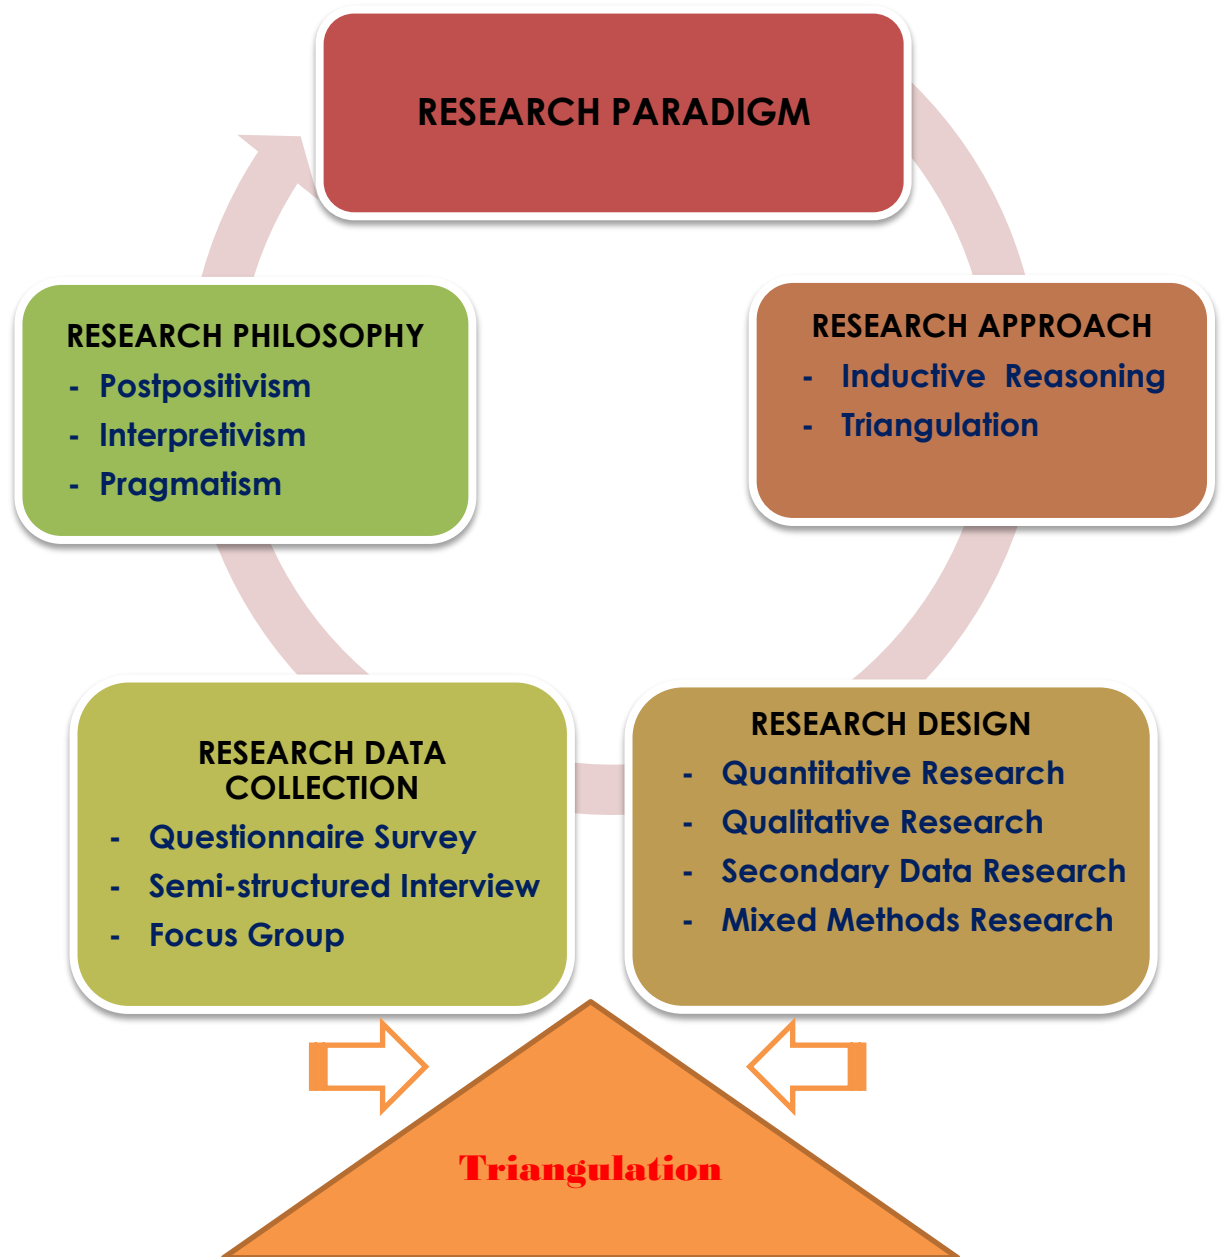 RESEARCH PARADIGM
RESEARCH PHILOSOPHY
- Postpositivism
- Interpretivism
- Pragmatism
RESEARCH APPROACH
- Inductive Reasoning
- Triangulation
RESEARCH DATA
COLLECTION
- Questionnaire Survey
- Semi-structured Interview
- Focus Group
RESEARCH DESIGN
- Quantitative Research
- Qualitative Research
- Secondary Data Research
- Mixed Methods Research
Triangulation